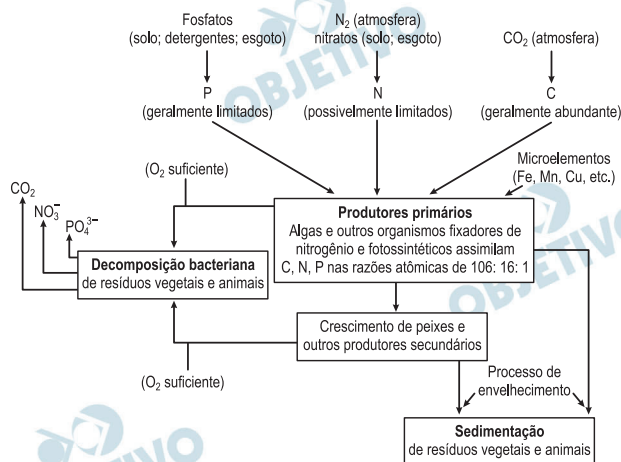 Fosfatos
(solo; detergentes; esgoto)
N₂ (atmosfera)
nitratos (solo; esgoto)
CO₂ (atmosfera)
P
(geralmente limitados)
N
(possivelmente limitados)
C
(geralmente abundante)
Microelementos
(Fe, Mn, Cu, etc.)
(O₂ suficiente)
CO₂
NO₃⁻
PO₄³⁻
Produtores primários
Algas e outros organismos fixadores de
nitrogênio e fotossintéticos assimilam
C, N, P nas razões atômicas de 106: 16: 1
Decomposição bacteriana
de resíduos vegetais e animais
Crescimento de peixes e
outros produtores secundários
(O₂ suficiente)
Processo de
envelhecimento
Sedimentação
de resíduos vegetais e animais
OBJETIVO
OBJETIVO
OBJETIVO